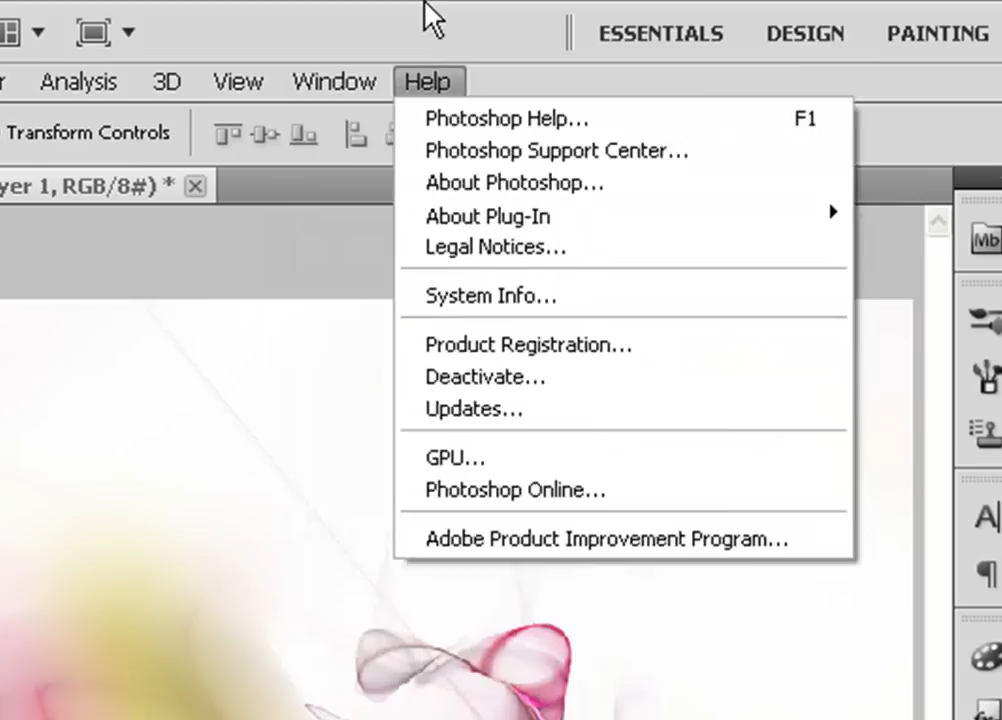 ESSENTIALS DESIGN PAINTING
Analysis 3D View Window Help
Transform Controls
yer 1, RGB/8#) *
Photoshop Help... F1
Photoshop Support Center...
About Photoshop...
About Plug-In
Legal Notices...
System Info...
Product Registration...
Deactivate...
Updates...
GPU...
Photoshop Online...
Adobe Product Improvement Program...
Mb
A